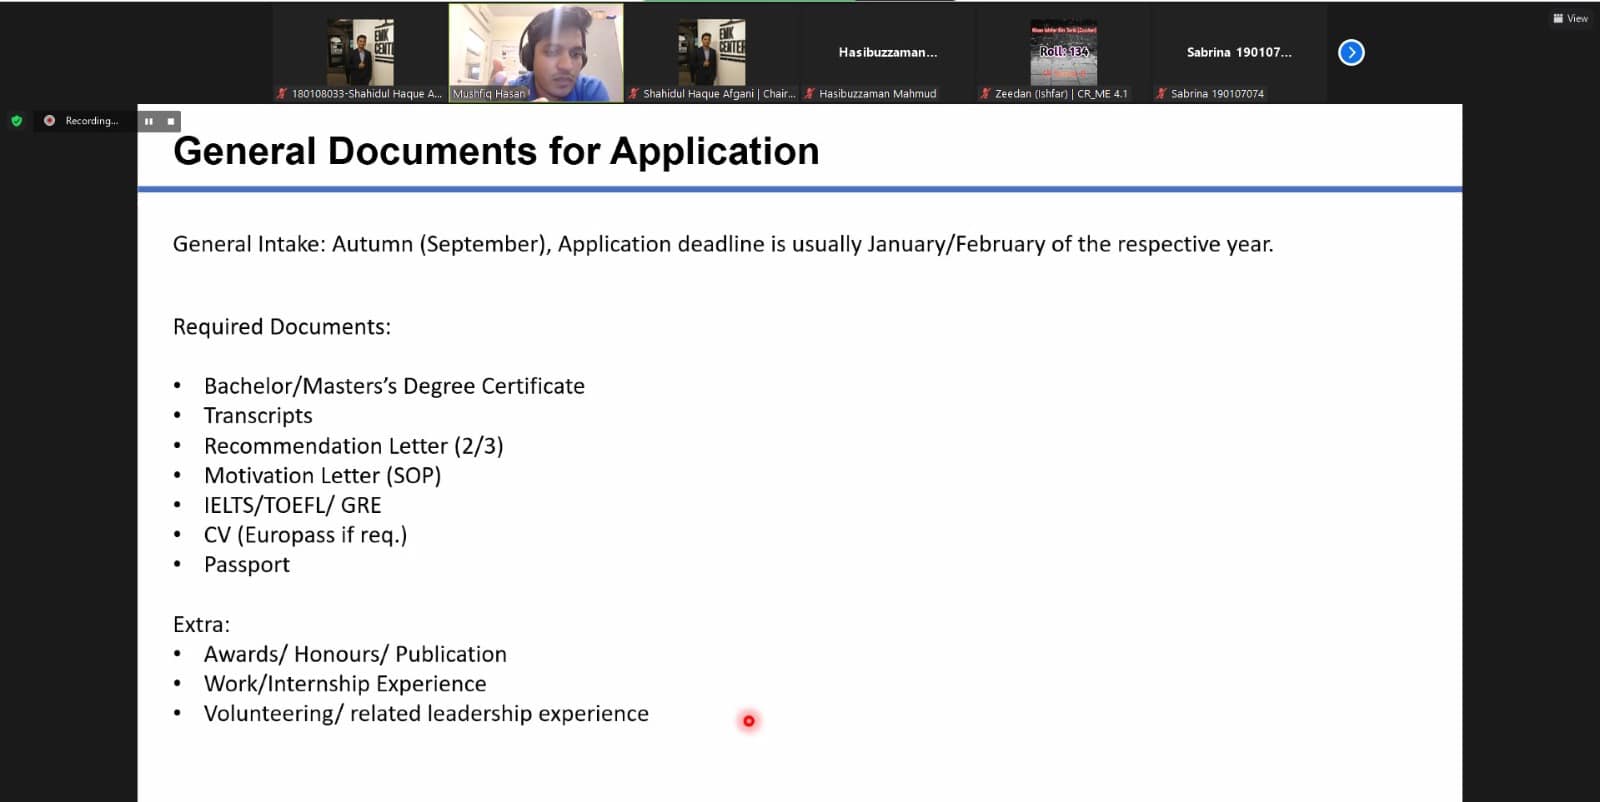 View
EMK
CENT
EMK
CENTER
Hasibuzzaman...
Roll: 134
Sabrina 190107...
180108033-Shahidul Haque A...
Mushfiq Hasan
Shahidul Haque Afgani | Chair...
Hasibuzzaman Mahmud
Zeedan (Ishfar) | CR_ME 4.1
Sabrina 190107074
Recording...
General Documents for Application
General Intake: Autumn (September), Application deadline is usually January/February of the respective year.
Required Documents:
• Bachelor/Masters’s Degree Certificate
• Transcripts
• Recommendation Letter (2/3)
• Motivation Letter (SOP)
• IELTS/TOEFL/ GRE
• CV (Europass if req.)
• Passport
Extra:
• Awards/ Honours/ Publication
• Work/Internship Experience
• Volunteering/ related leadership experience